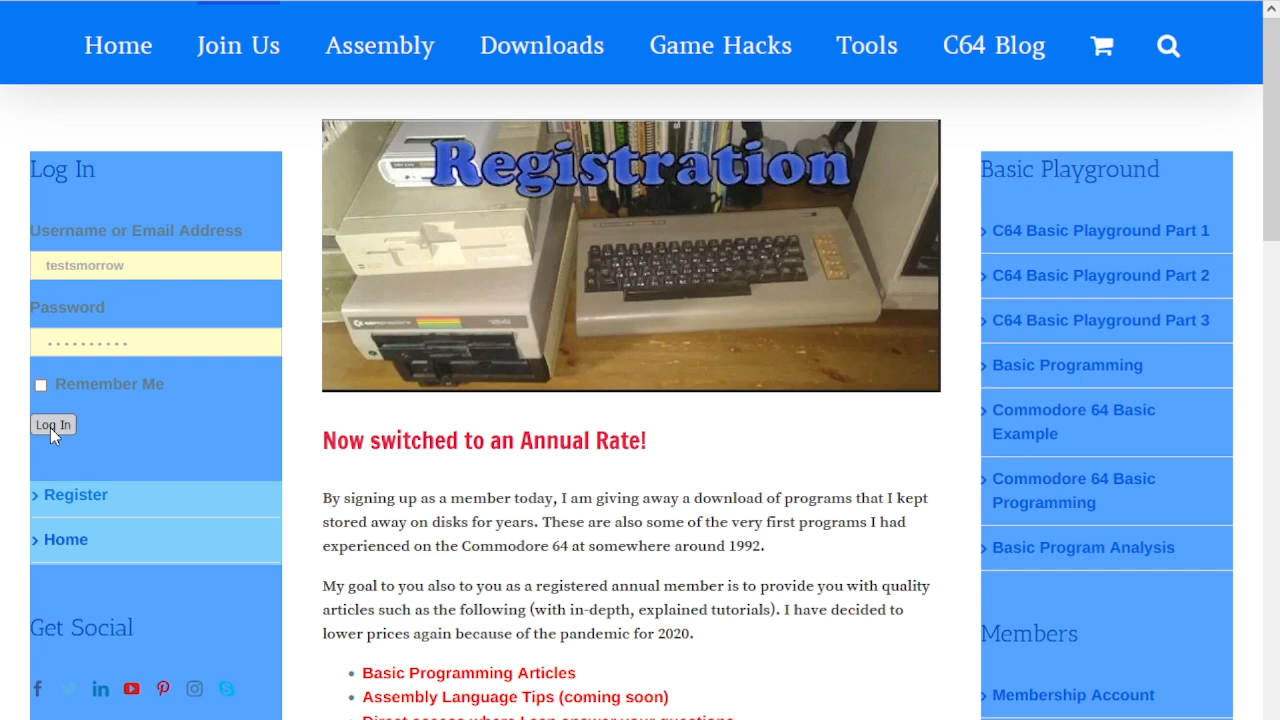 Home Join Us Assembly Downloads Game Hacks Tools C64 Blog
Log In
Username or Email Address
testsmorrow
Password
Remember Me
Log In
Register
Home
Get Social
Registration
commodore
Now switched to an Annual Rate!
By signing up as a member today, I am giving away a download of programs that I kept
stored away on disks for years. These are also some of the very first programs I had
experienced on the Commodore 64 at somewhere around 1992.
My goal to you also to you as a registered annual member is to provide you with quality
articles such as the following (with in-depth, explained tutorials). I have decided to
lower prices again because of the pandemic for 2020.
Basic Programming Articles
Assembly Language Tips (coming soon)
Direct access where I can answer your questions
Basic Playground
C64 Basic Playground Part 1
C64 Basic Playground Part 2
C64 Basic Playground Part 3
Basic Programming
Commodore 64 Basic
Example
Commodore 64 Basic
Programming
Basic Program Analysis
Members
Membership Account